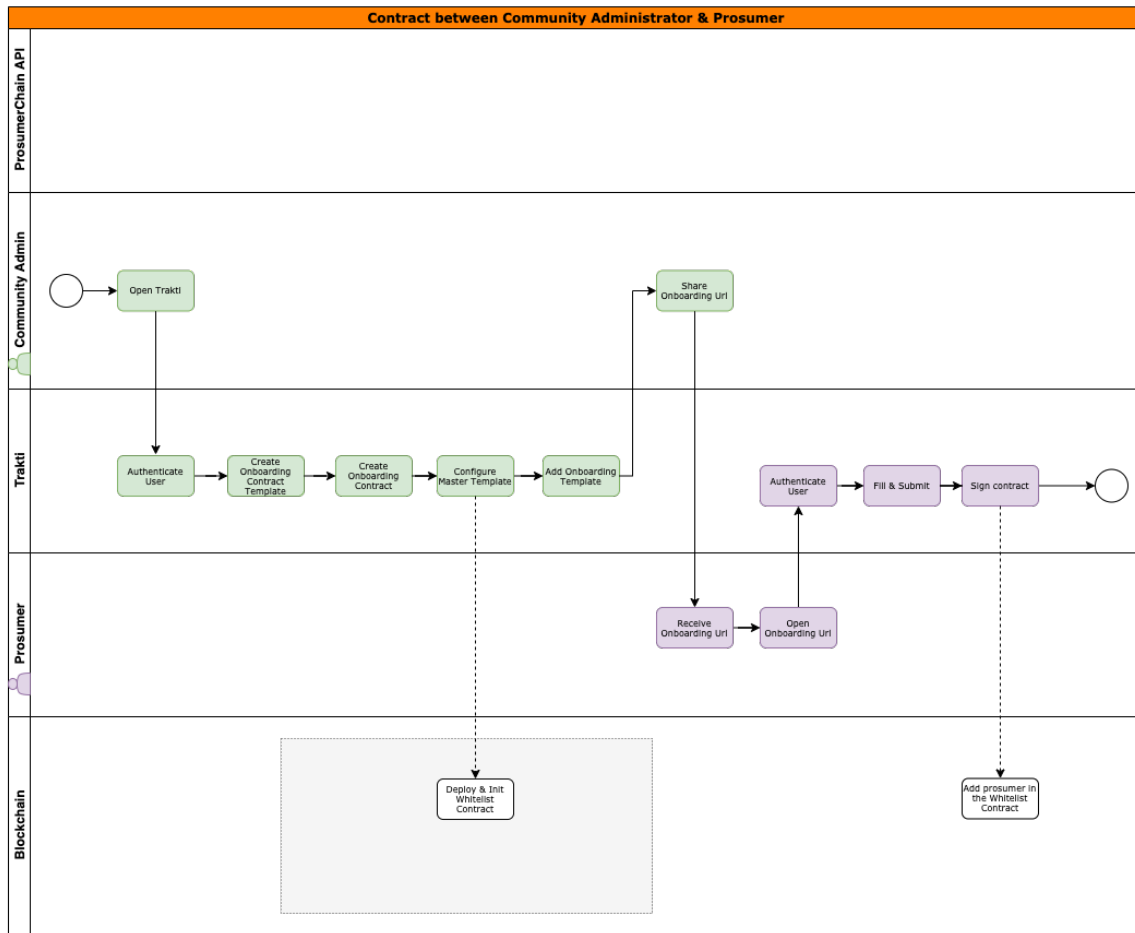 Contract between Community Administrator & Prosumer
ProsumerChain API
Community Admin
Open Trakti
Share
Onboarding Url
Trakti
Authenticate
User
Create
Onboarding
Contract
Template
Create
Onboarding
Contract
Configure
Master Template
Add Onboarding
Template
Authenticate
User
Fill & Submit
Sign contract
Prosumer
Receive
Onboarding Url
Open
Onboarding Url
Blockchain
Deploy & Init
Whitelist
Contract
Add prosumer in
the Whitelist
Contract